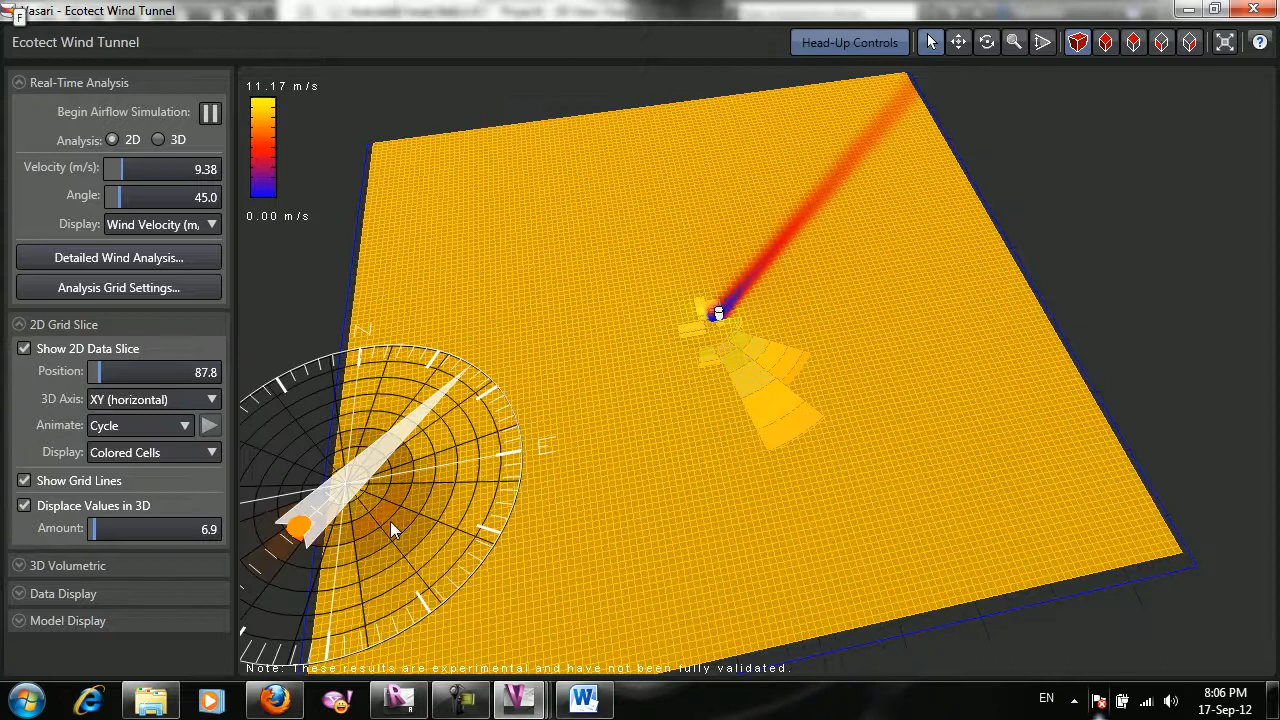 Vasari - Ecotect Wind Tunnel
F
Ecotect Wind Tunnel
Head-Up Controls
Real-Time Analysis
Begin Airflow Simulation:
Analysis: 2D 3D
Velocity (m/s): 9.38
Angle: 45.0
Display: Wind Velocity (m,
Detailed Wind Analysis...
Analysis Grid Settings...
2D Grid Slice
Show 2D Data Slice
Position: 87.8
3D Axis: XY (horizontal)
Animate: Cycle
Display: Colored Cells
Show Grid Lines
Displace Values in 3D
Amount: 6.9
3D Volumetric
Data Display
Model Display
11.17 m/s
0.00 m/s
N
E
Note: These results are experimental and have not been fully validated.
EN
8:06 PM
17-Sep-12